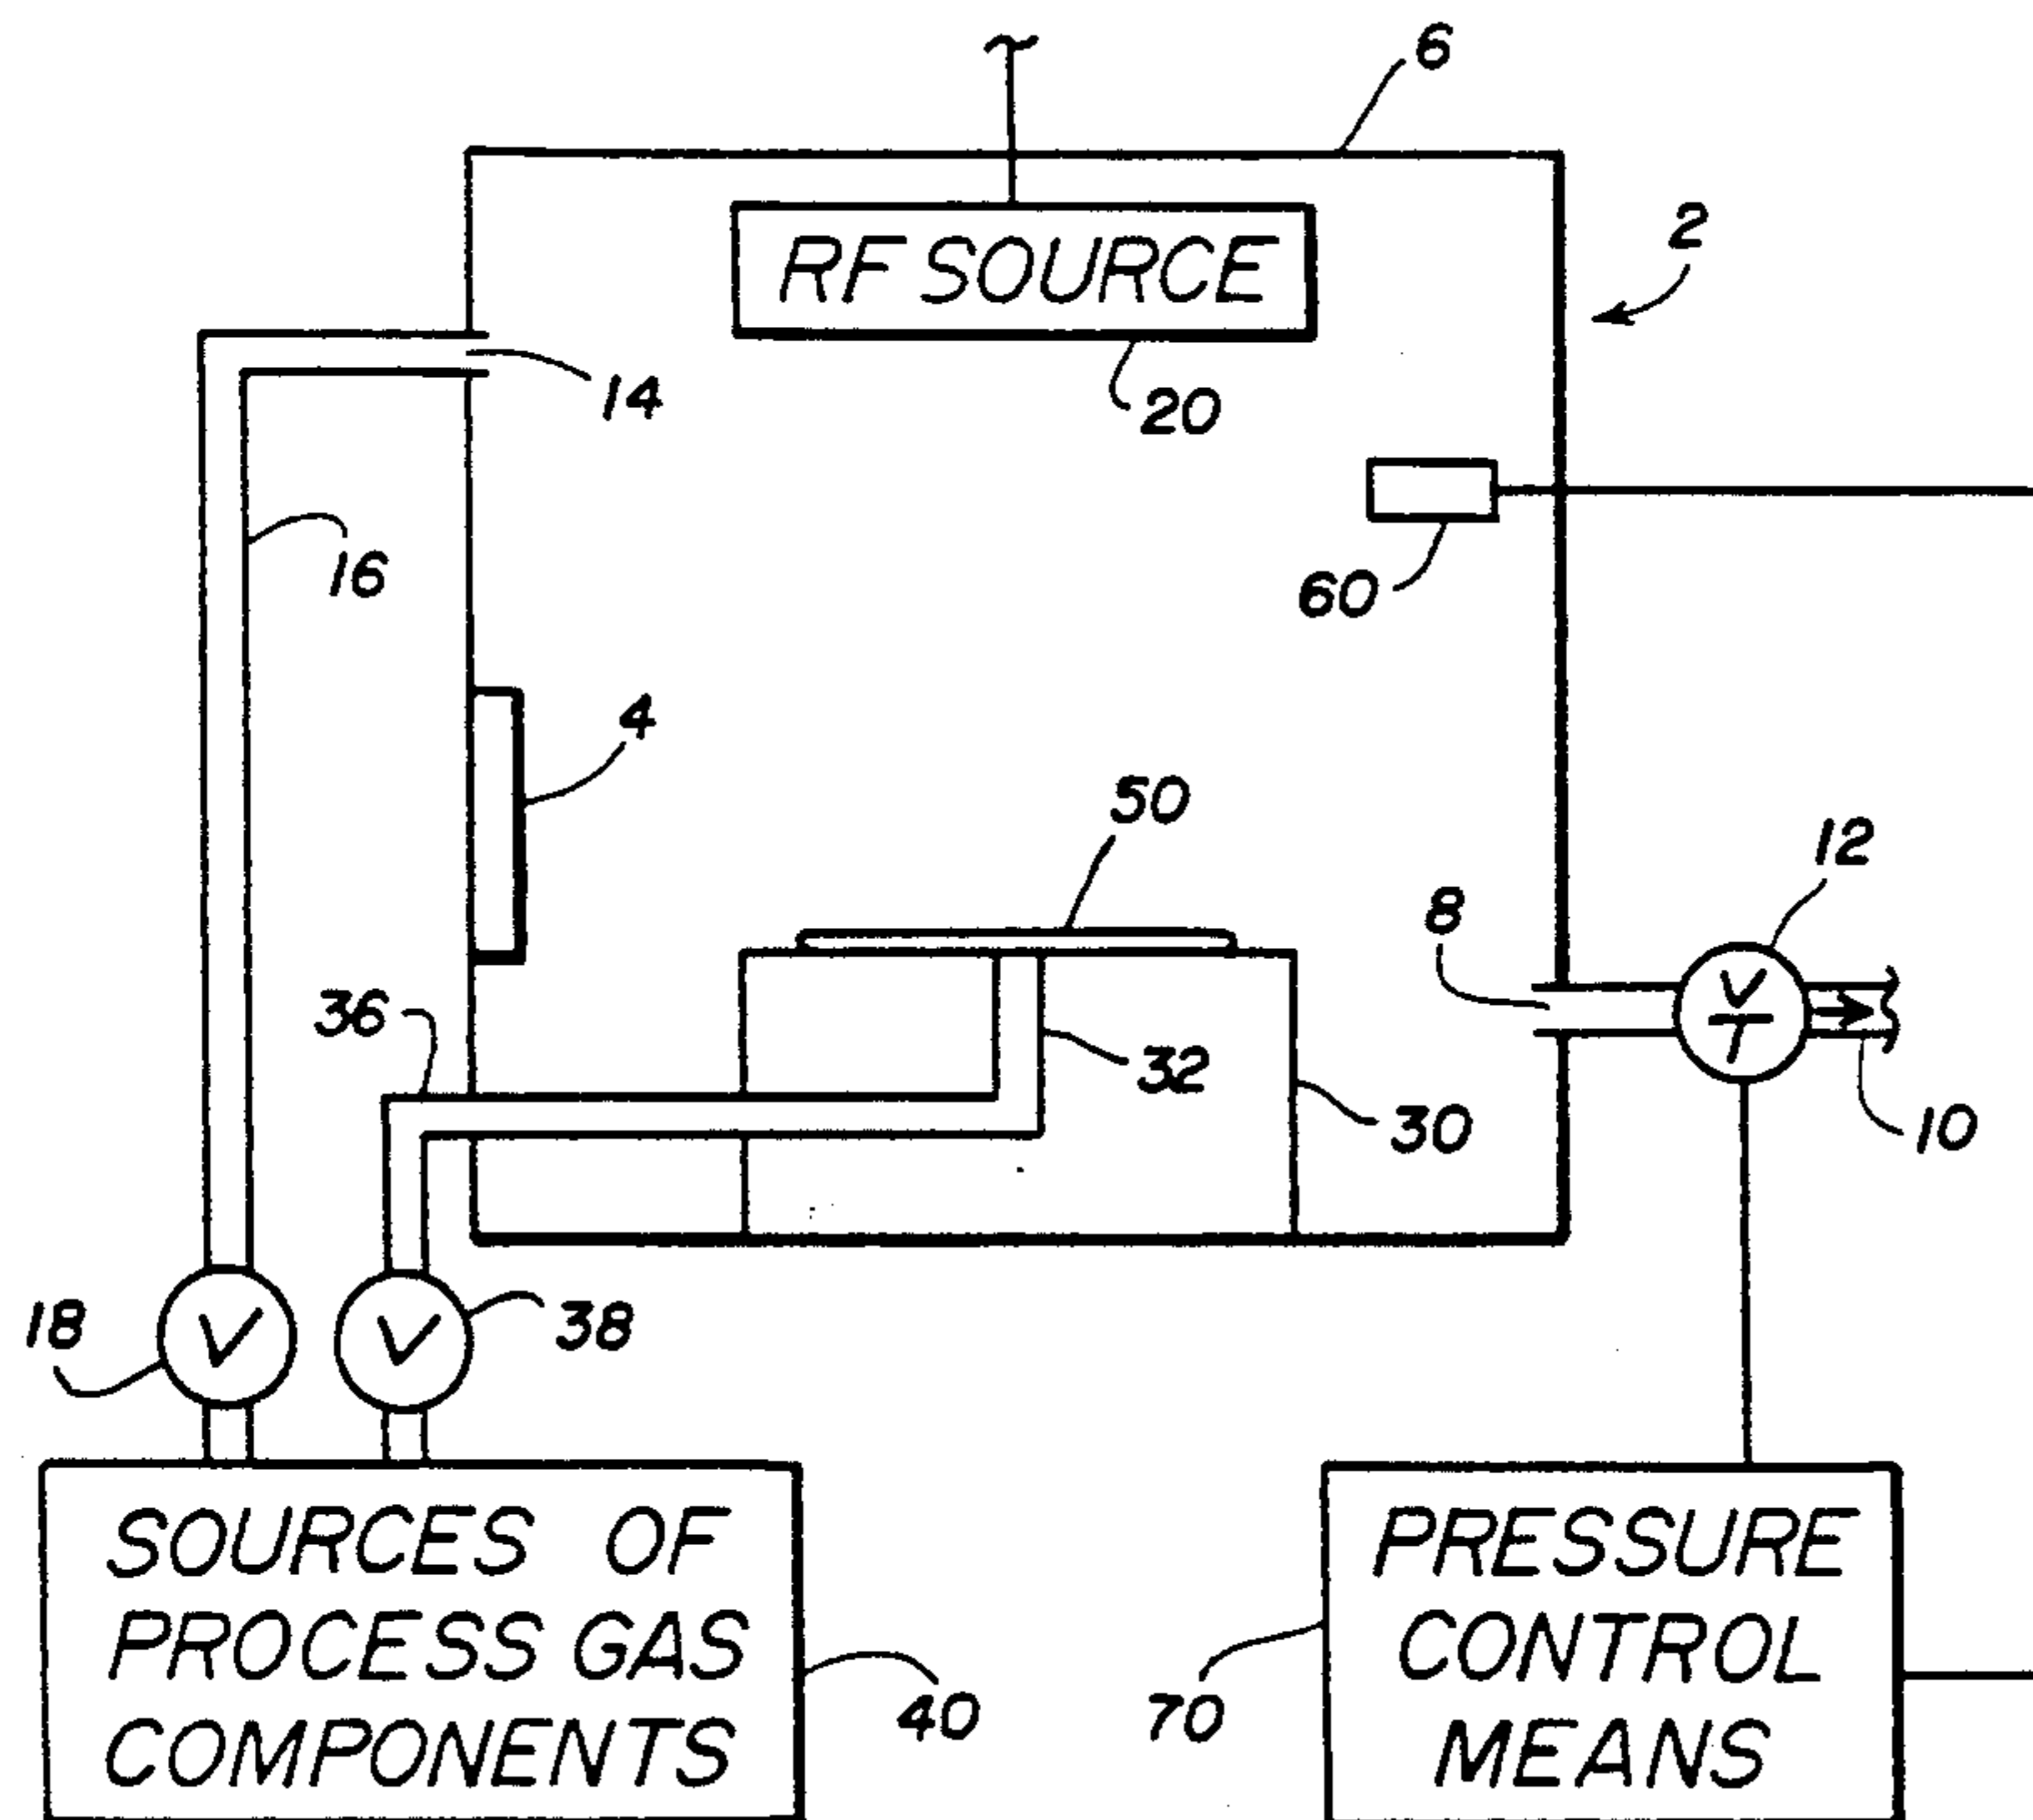 6
2
RF SOURCE
14
20
16
60
4
50
12
8
V
T
36
32
30
10
18
V
V
38
SOURCES OF
PROCESS GAS
COMPONENTS
40
70
PRESSURE
CONTROL
MEANS